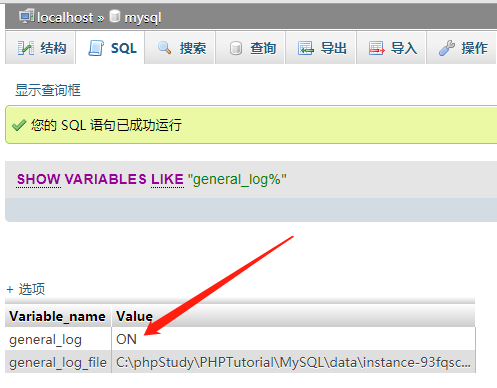 localhost » mysql
结构 SQL 搜索 查询 导出 导入 操作
显示查询框
您的 SQL 语句已成功运行
SHOW VARIABLES LIKE "general_log%"
+ 选项
Variable_name Value
general_log ON
general_log_file C:\phpStudy\PHPTutorial\MySQL\data\instance-93fqsc...